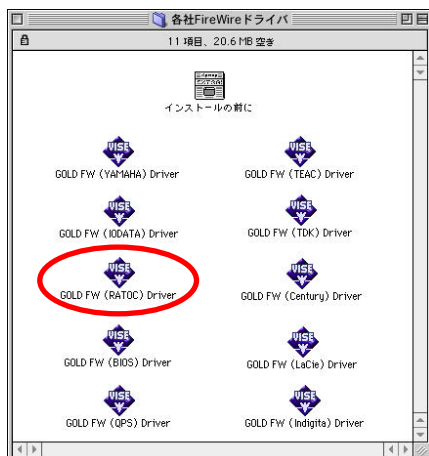 各社FireWireドライバ
11 項目、20.6 MB 空き
インストールの前に
GOLD FW (YAMAHA) Driver
GOLD FW (TEAC) Driver
GOLD FW (IODATA) Driver
GOLD FW (TDK) Driver
GOLD FW (RATOC) Driver
GOLD FW (Century) Driver
GOLD FW (BIOS) Driver
GOLD FW (LaCie) Driver
GOLD FW (QPS) Driver
GOLD FW (Indigita) Driver